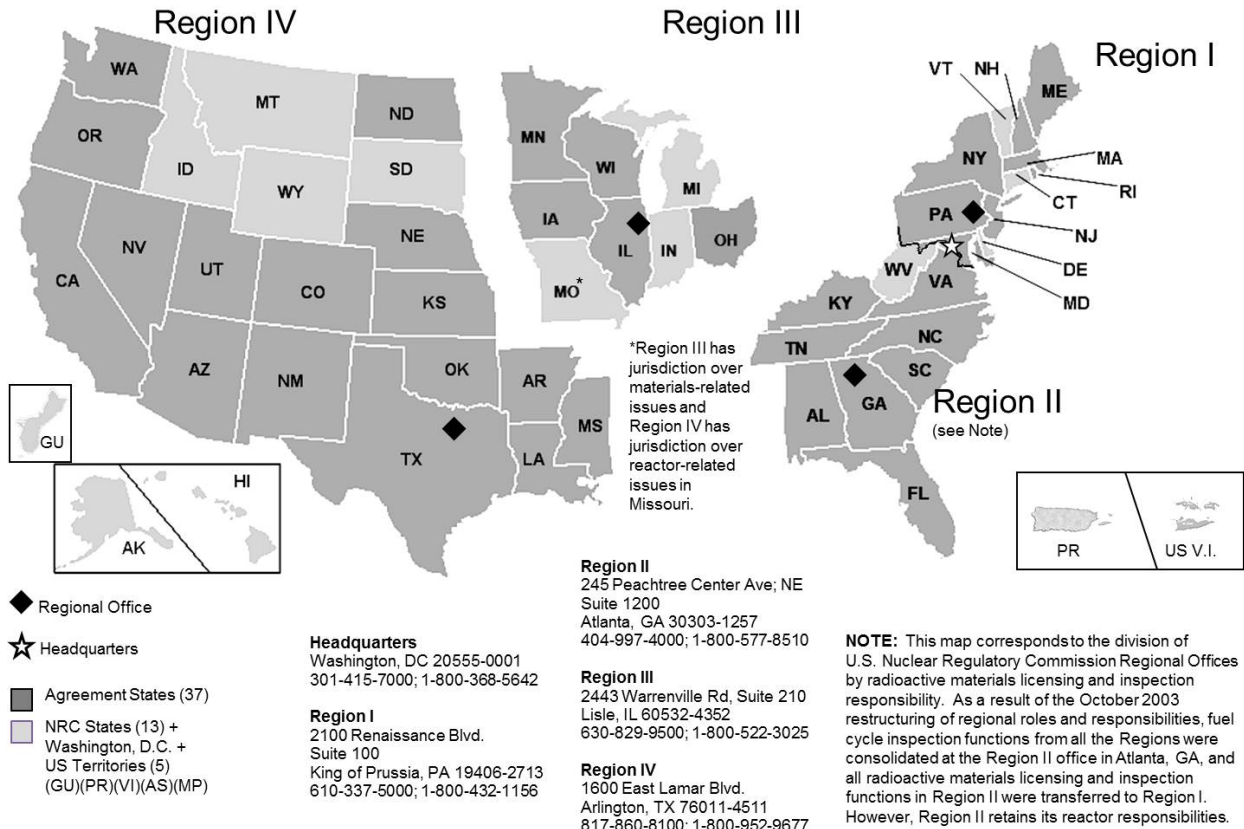 Region IV
Region III
Region I
WA
MT
ND
OR
ID
SD
WY
NE
NV
UT
CA
CO
KS
AZ
NM
OK
TX
AR
LA
MS
MN
WI
MI
IA
IL
IN
OH
MO*
VT
NH
ME
NY
MA
RI
CT
PA
NJ
DE
MD
WV
VA
KY
TN
NC
SC
AL
GA
FL
Region II
(see Note)
*Region III has
jurisdiction over
materials-related
issues and
Region IV has
jurisdiction over
reactor-related
issues in
Missouri.
GU
AK
HI
PR
US V.I.
Regional Office
Headquarters
Agreement States (37)
NRC States (13) +
Washington, D.C. +
US Territories (5)
(GU)(PR)(VI)(AS)(MP)
Headquarters
Washington, DC 20555-0001
301-415-7000; 1-800-368-5642
Region I
2100 Renaissance Blvd.
Suite 100
King of Prussia, PA 19406-2713
610-337-5000; 1-800-432-1156
Region II
245 Peachtree Center Ave; NE
Suite 1200
Atlanta, GA 30303-1257
404-997-4000; 1-800-577-8510
Region III
2443 Warrenville Rd, Suite 210
Lisle, IL 60532-4352
630-829-9500; 1-800-522-3025
Region IV
1600 East Lamar Blvd.
Arlington, TX 76011-4511
817-860-8100; 1-800-952-9677
NOTE: This map corresponds to the division of
U.S. Nuclear Regulatory Commission Regional Offices
by radioactive materials licensing and inspection
responsibility. As a result of the October 2003
restructuring of regional roles and responsibilities, fuel
cycle inspection functions from all the Regions were
consolidated at the Region II office in Atlanta, GA, and
all radioactive materials licensing and inspection
functions in Region II were transferred to Region I.
However, Region II retains its reactor responsibilities.